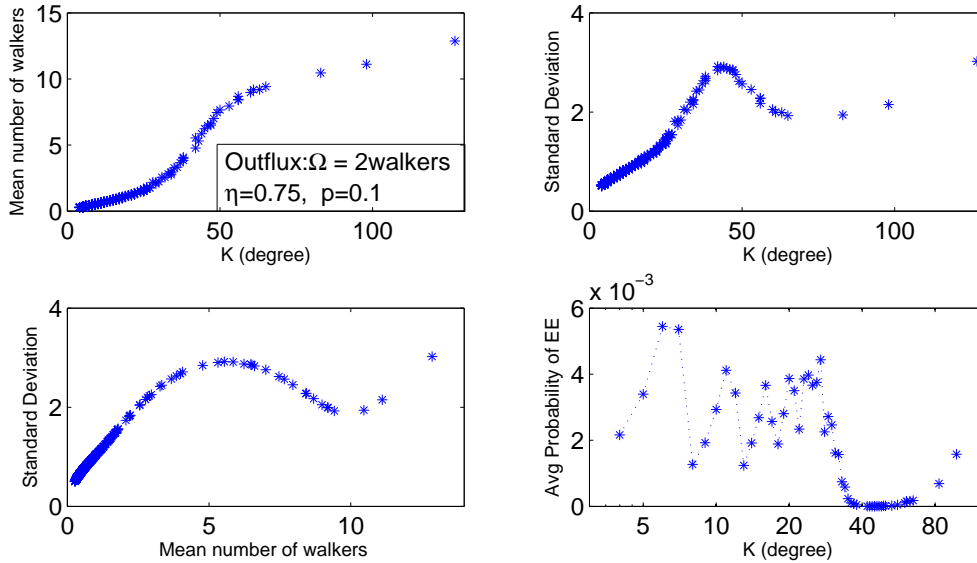 15
10
5
0
Mean number of walkers
Outflux:Ω = 2walkers
η=0.75, p=0.1
0 50 100
K (degree)
4
2
0
Standard Deviation
0 50 100
K (degree)
4
2
0
Standard Deviation
0 5 10
Mean number of walkers
x 10^−3
6
4
2
0
Avg Probability of EE
5 10 20 40 80
K (degree)